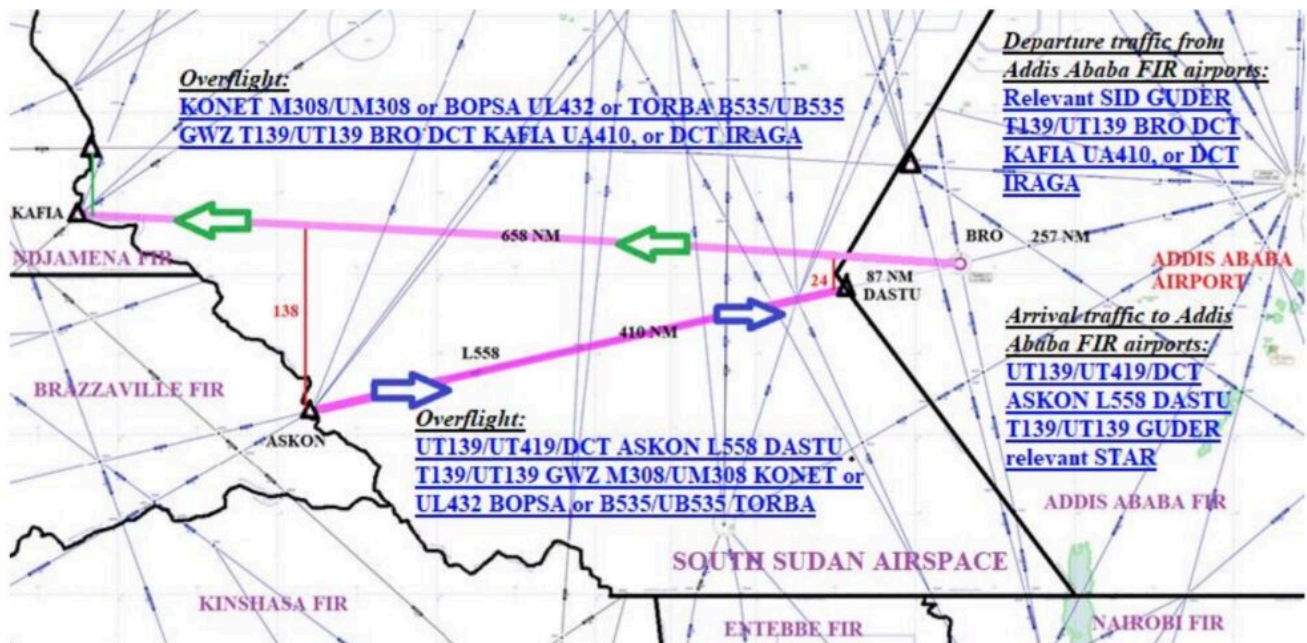 Overflight:
KONET M308/UM308 or BOPSA UL432 or TORBA B535/UB535
GWZ T139/UT139 BRO DCT KAFIA UA410, or DCT IRAGA
Departure traffic from
Addis Ababa FIR airports:
Relevant SID GUDER
T139/UT139 BRO DCT
KAFIA UA410, or DCT
IRAGA
KAFIA
658 NM
BRO
257 NM
NDJAMENA FIR
ADDIS ABABA
AIRPORT
87 NM
DASTU
24
138
410 NM
L558
Arrival traffic to Addis
Ababa FIR airports:
UT139/UT419/DCT
ASKON L558 DASTU
T139/UT139 GUDER
relevant STAR
BRAZZAVILLE FIR
ASKON
Overflight:
UT139/UT419/DCT ASKON L558 DASTU
T139/UT139 GWZ M308/UM308 KONET or
UL432 BOPSA or B535/UB535 TORBA
ADDIS ABABA FIR
SOUTH SUDAN AIRSPACE
KINSHASA FIR
ENTEBBE FIR
NAIROBI FIR